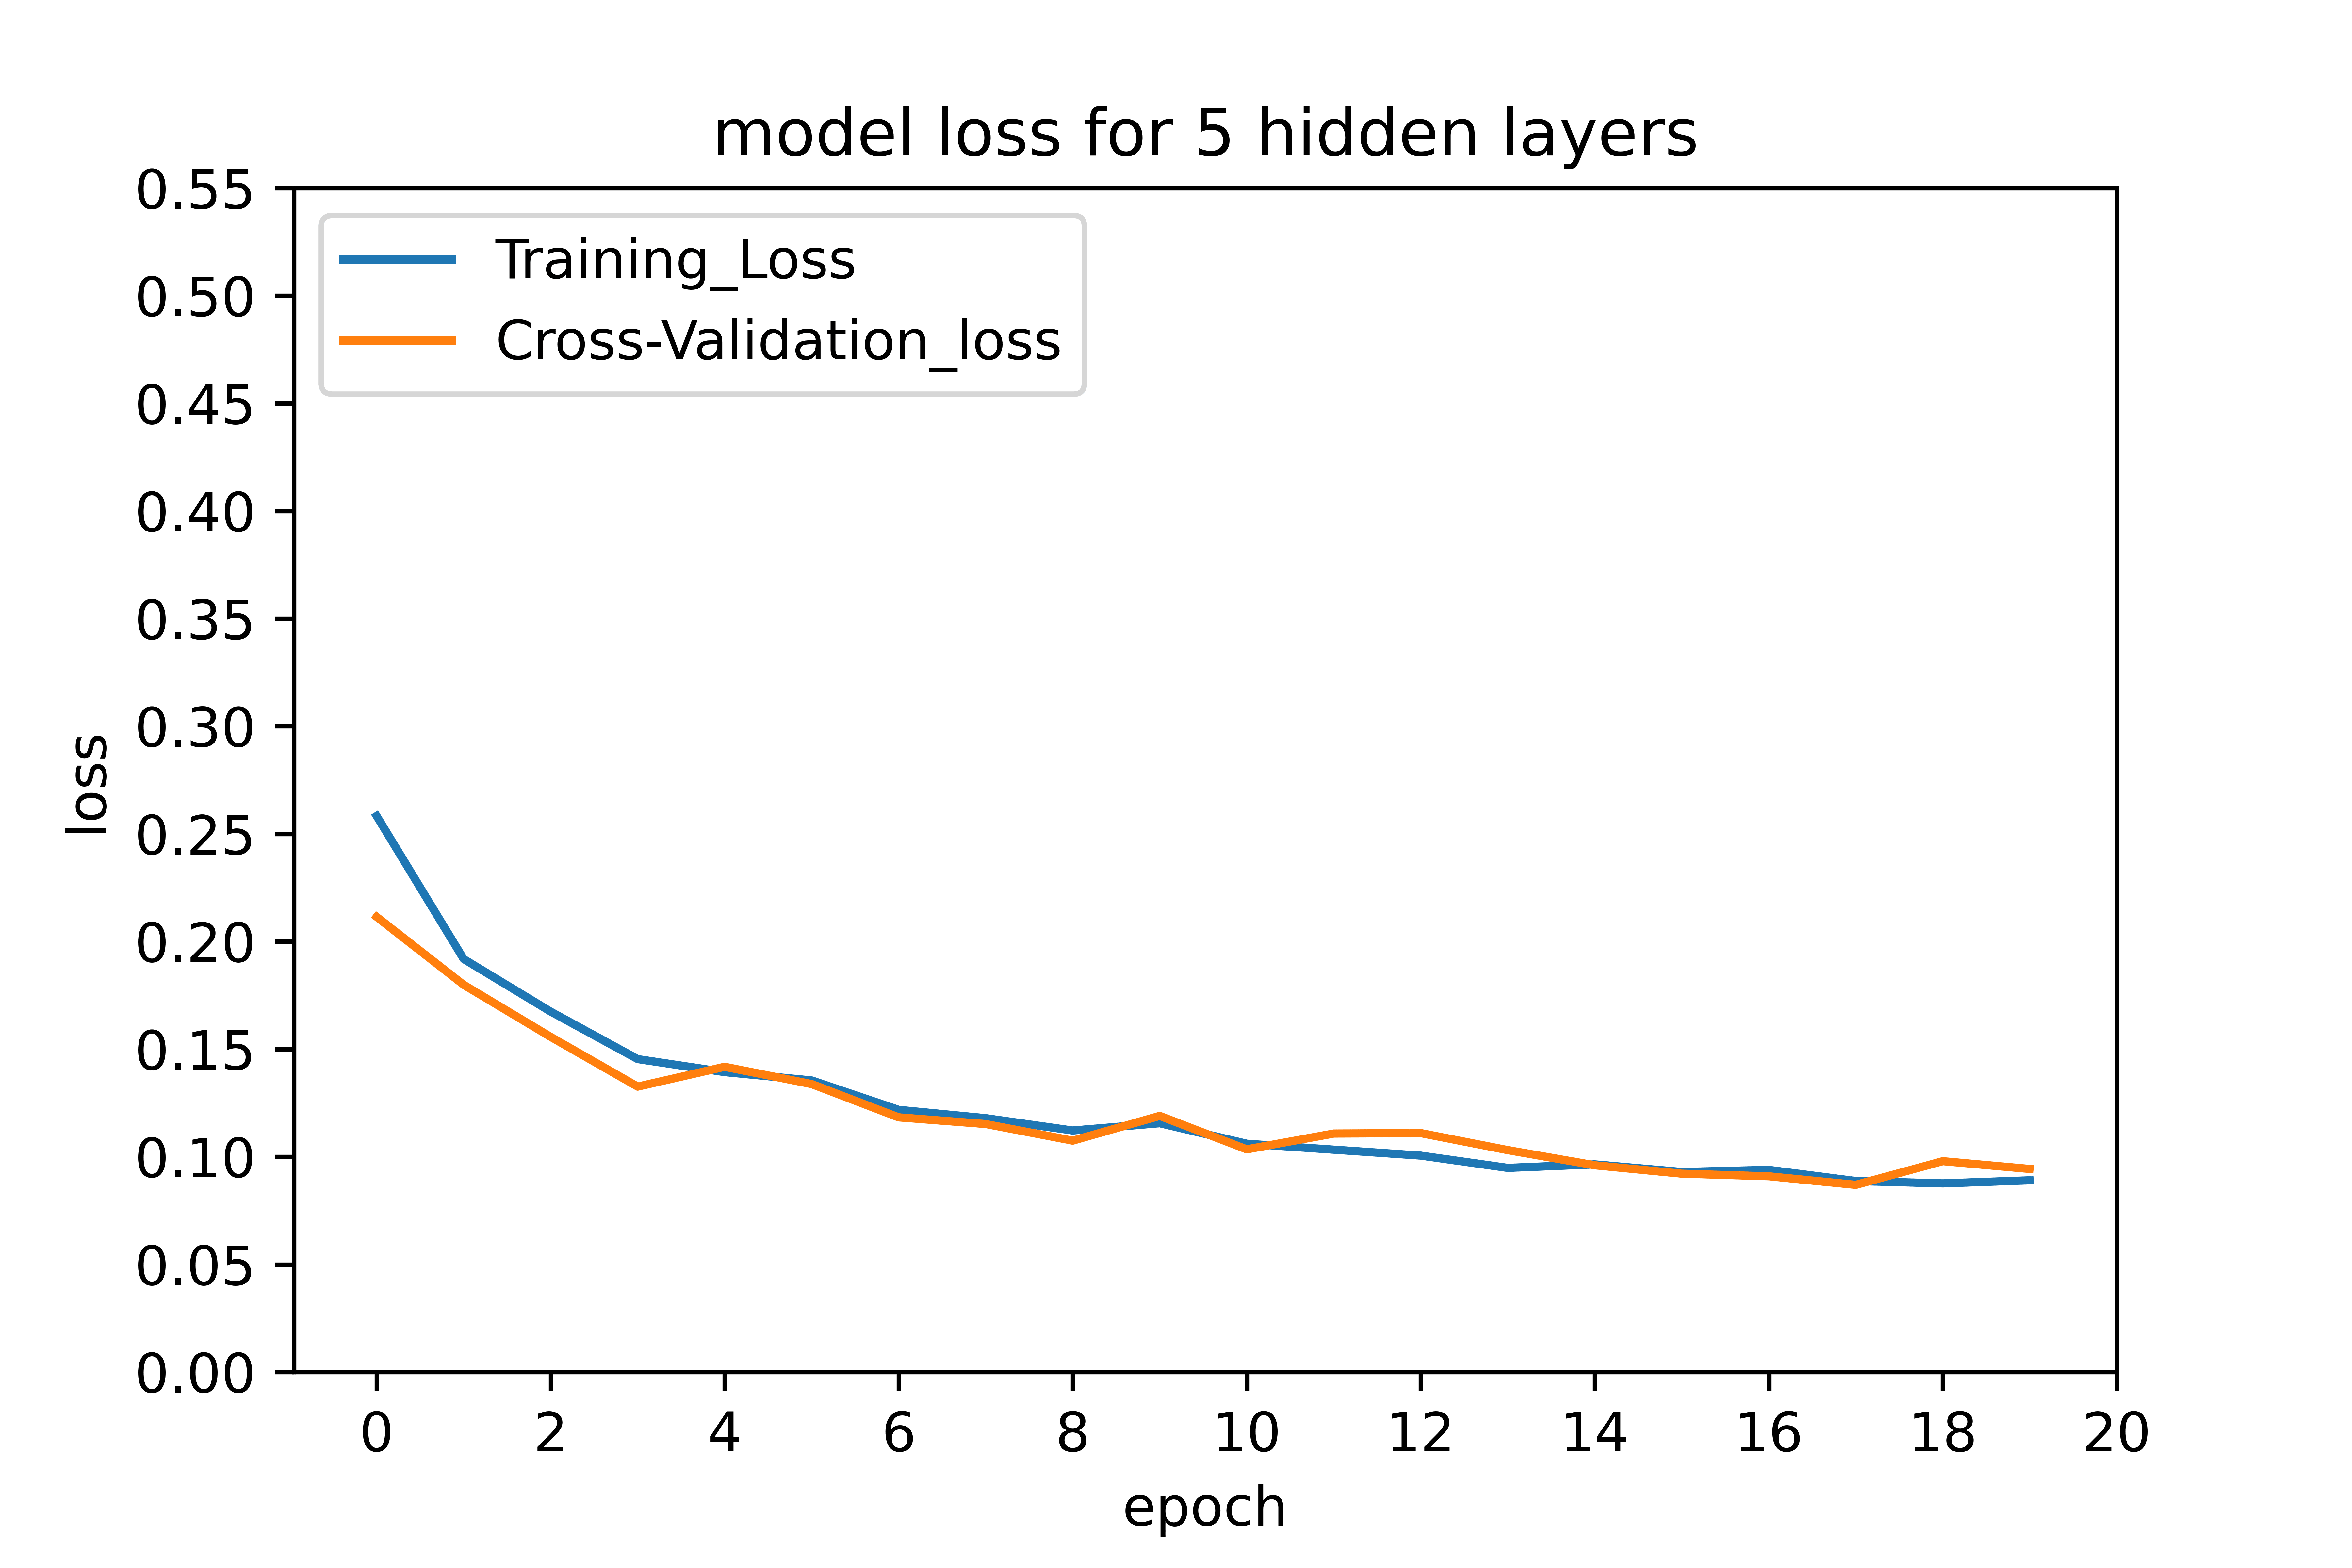 model loss for 5 hidden layers
0.55
0.50
0.45
0.40
0.35
0.30
0.25
0.20
0.15
0.10
0.05
0.00
loss
Training_Loss
Cross-Validation_loss
0 2 4 6 8 10 12 14 16 18 20
epoch